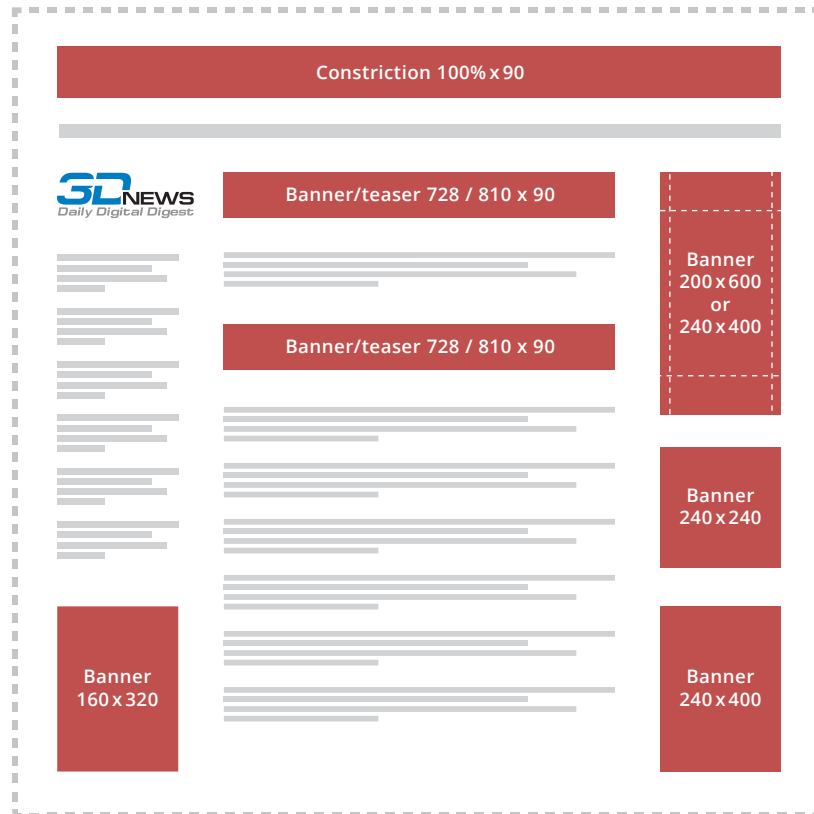 Constriction 100% x 90
3DNEWS
Daily Digital Digest
Banner/teaser 728 / 810 x 90
Banner
200 x 600
or
240 x 400
Banner/teaser 728 / 810 x 90
Banner
240 x 240
Banner
160 x 320
Banner
240 x 400